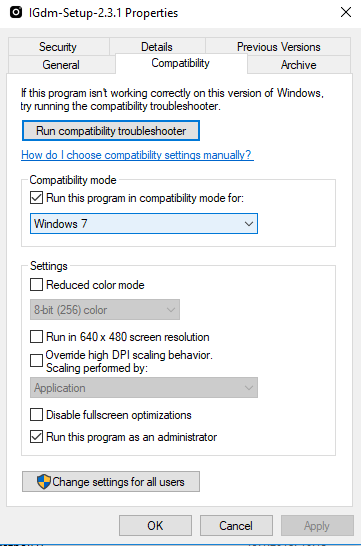 IGdm-Setup-2.3.1 Properties
Security
Details
Previous Versions
General
Compatibility
Archive
If this program isn't working correctly on this version of Windows,
try running the compatibility troubleshooter.
Run compatibility troubleshooter
How do I choose compatibility settings manually?
Compatibility mode
Run this program in compatibility mode for:
Windows 7
Settings
Reduced color mode
8-bit (256) color
Run in 640 x 480 screen resolution
Override high DPI scaling behavior.
Scaling performed by:
Application
Disable fullscreen optimizations
Run this program as an administrator
Change settings for all users
OK
Cancel
Apply